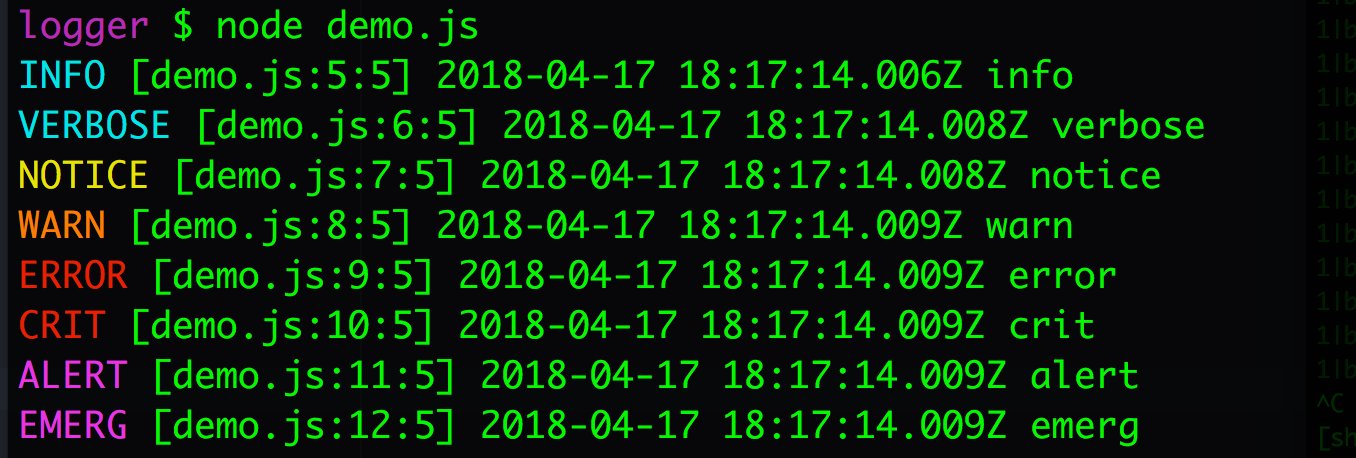 logger $ node demo.js
INFO [demo.js:5:5] 2018-04-17 18:17:14.006Z info
VERBOSE [demo.js:6:5] 2018-04-17 18:17:14.008Z verbose
NOTICE [demo.js:7:5] 2018-04-17 18:17:14.008Z notice
WARN [demo.js:8:5] 2018-04-17 18:17:14.009Z warn
ERROR [demo.js:9:5] 2018-04-17 18:17:14.009Z error
CRIT [demo.js:10:5] 2018-04-17 18:17:14.009Z crit
ALERT [demo.js:11:5] 2018-04-17 18:17:14.009Z alert
EMERG [demo.js:12:5] 2018-04-17 18:17:14.009Z emerg
^C
[sh